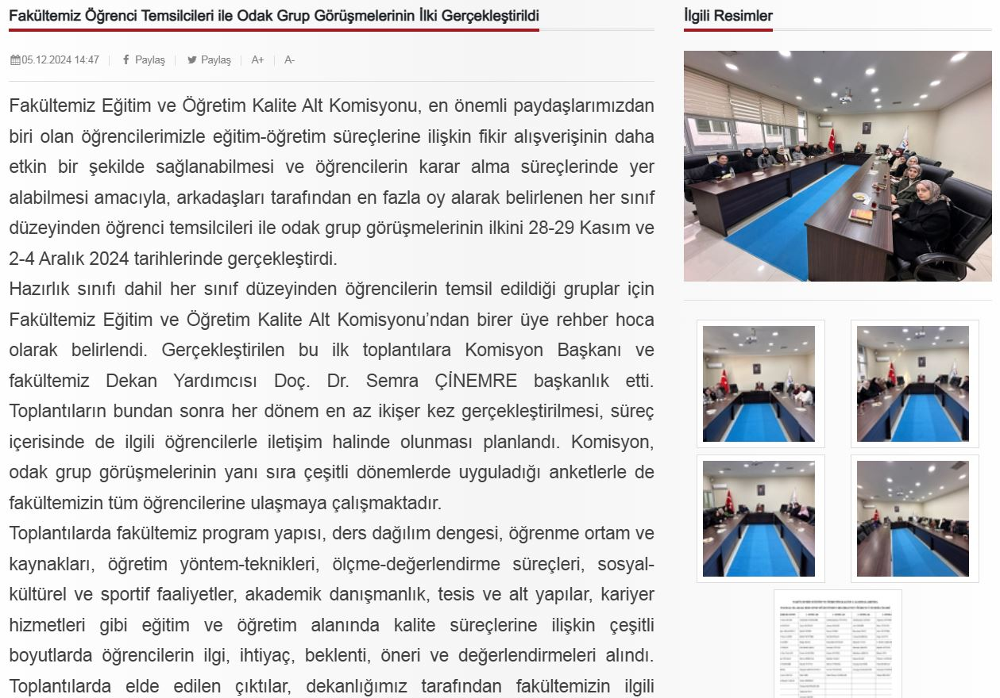 Fakültemiz Öğrenci Temsilcileri ile Odak Grup Görüşmelerinin İlki Gerçekleştirildi
05.12.2024 14:47 Paylaş Paylaş A+ A-
Fakültemiz Eğitim ve Öğretim Kalite Alt Komisyonu, en önemli paydaşlarımızdan
biri olan öğrencilerimizle eğitim-öğretim süreçlerine ilişkin fikir alışverişinin daha
etkin bir şekilde sağlanabilmesi ve öğrencilerin karar alma süreçlerinde yer
alabilmesi amacıyla, arkadaşları tarafından en fazla oy alarak belirlenen her sınıf
düzeyinden öğrenci temsilcileri ile odak grup görüşmelerinin ilkini 28-29 Kasım ve
2-4 Aralık 2024 tarihlerinde gerçekleştirdi.
Hazırlık sınıfı dahil her sınıf düzeyinden öğrencilerin temsil edildiği gruplar için
Fakültemiz Eğitim ve Öğretim Kalite Alt Komisyonu’ndan birer üye rehber hoca
olarak belirlendi. Gerçekleştirilen bu ilk toplantılara Komisyon Başkanı ve
fakültemiz Dekan Yardımcısı Doç. Dr. Semra ÇİNEMRE başkanlık etti.
Toplantıların bundan sonra her dönem en az ikişer kez gerçekleştirilmesi, süreç
içerisinde de ilgili öğrencilerle iletişim halinde olunması planlandı. Komisyon,
odak grup görüşmelerinin yanı sıra çeşitli dönemlerde uyguladığı anketlerle de
fakültemizin tüm öğrencilerine ulaşmaya çalışmaktadır.
Toplantılarda fakültemiz program yapısı, ders dağılım dengesi, öğrenme ortam ve
kaynakları, öğretim yöntem-teknikleri, ölçme-değerlendirme süreçleri, sosyal-
kültürel ve sportif faaliyetler, akademik danışmanlık, tesis ve alt yapılar, kariyer
hizmetleri gibi eğitim ve öğretim alanında kalite süreçlerine ilişkin çeşitli
boyutlarda öğrencilerin ilgi, ihtiyaç, beklenti, öneri ve değerlendirmeleri alındı.
Toplantılarda elde edilen çıktılar, dekanlığımız tarafından fakültemizin ilgili
İlgili Resimler